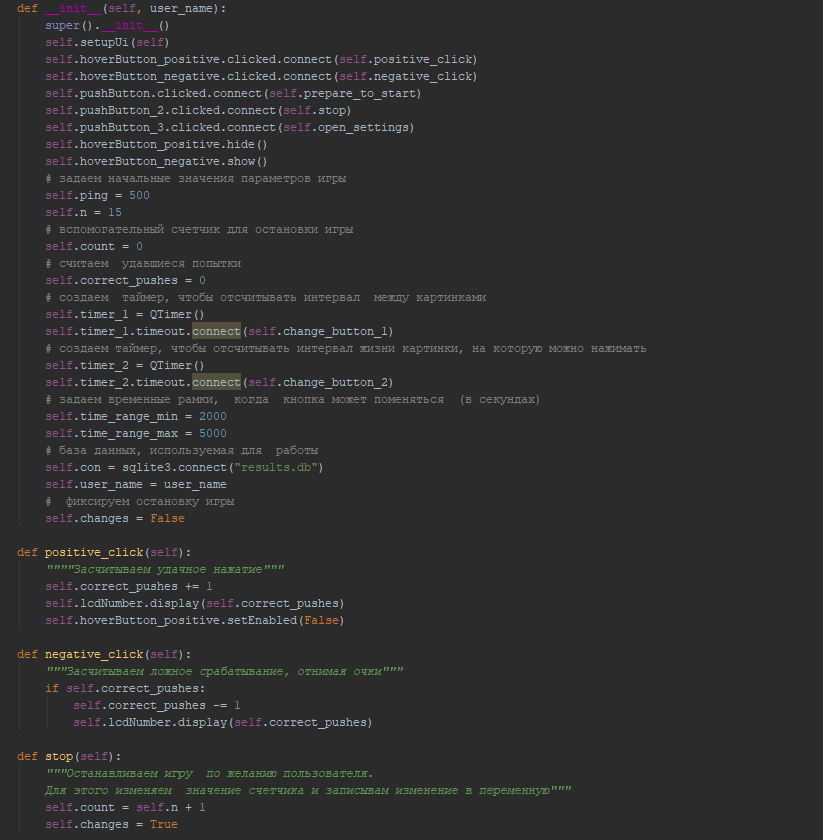 def __init__(self, user_name):
    super().__init__()
    self.setupUi(self)
    self.hoverButton_positive.clicked.connect(self.positive_click)
    self.hoverButton_negative.clicked.connect(self.negative_click)
    self.pushButton.clicked.connect(self.prepare_to_start)
    self.pushButton_2.clicked.connect(self.stop)
    self.pushButton_3.clicked.connect(self.open_settings)
    self.hoverButton_positive.hide()
    self.hoverButton_negative.show()
    # задаем начальные значения параметров игры
    self.ping = 500
    self.n = 15
    # вспомогательный счетчик для остановки игры
    self.count = 0
    # считаем  удавшиеся попытки
    self.correct_pushes = 0
    # создаем  таймер, чтобы отсчитывать интервал  между картинками
    self.timer_1 = QTimer()
    self.timer_1.timeout.connect(self.change_button_1)
    # создаем таймер, чтобы отсчитывать интервал жизни картинки, на которую можно нажимать
    self.timer_2 = QTimer()
    self.timer_2.timeout.connect(self.change_button_2)
    # задаем временные рамки,  когда  кнопка может поменяться  (в секундах)
    self.time_range_min = 2000
    self.time_range_max = 5000
    # база данных, используемая для  работы
    self.con = sqlite3.connect("results.db")
    self.user_name = user_name
    #  фиксируем остановку игры
    self.changes = False
def positive_click(self):
    """"Засчитываем удачное нажатие"""
    self.correct_pushes += 1
    self.lcdNumber.display(self.correct_pushes)
    self.hoverButton_positive.setEnabled(False)
def negative_click(self):
    """Засчитываем ложное срабатывание, отнимая очки"""
    if self.correct_pushes:
        self.correct_pushes -= 1
        self.lcdNumber.display(self.correct_pushes)
def stop(self):
    """Останавливаем игру  по желанию пользователя.
    Для этого изменяем  значение счетчика и записывам изменение в переменную"""
    self.count = self.n + 1
    self.changes = True